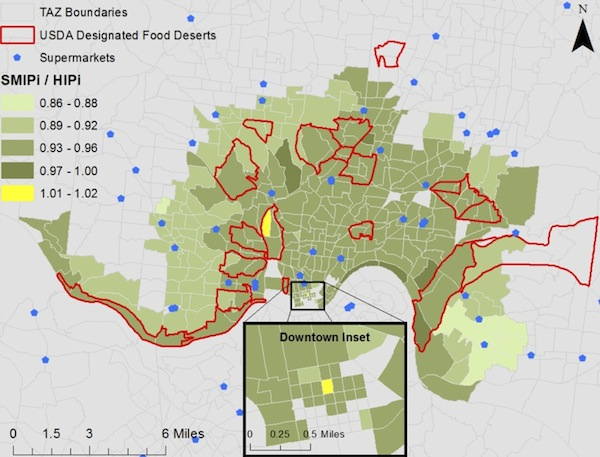 TAZ Boundaries
USDA Designated Food Deserts
Supermarkets
SMIPi / HIPi
0.86 - 0.88
0.89 - 0.92
0.93 - 0.96
0.97 - 1.00
1.01 - 1.02
N
Downtown Inset
0 0.25 0.5 Miles
0 1.5 3 6 Miles